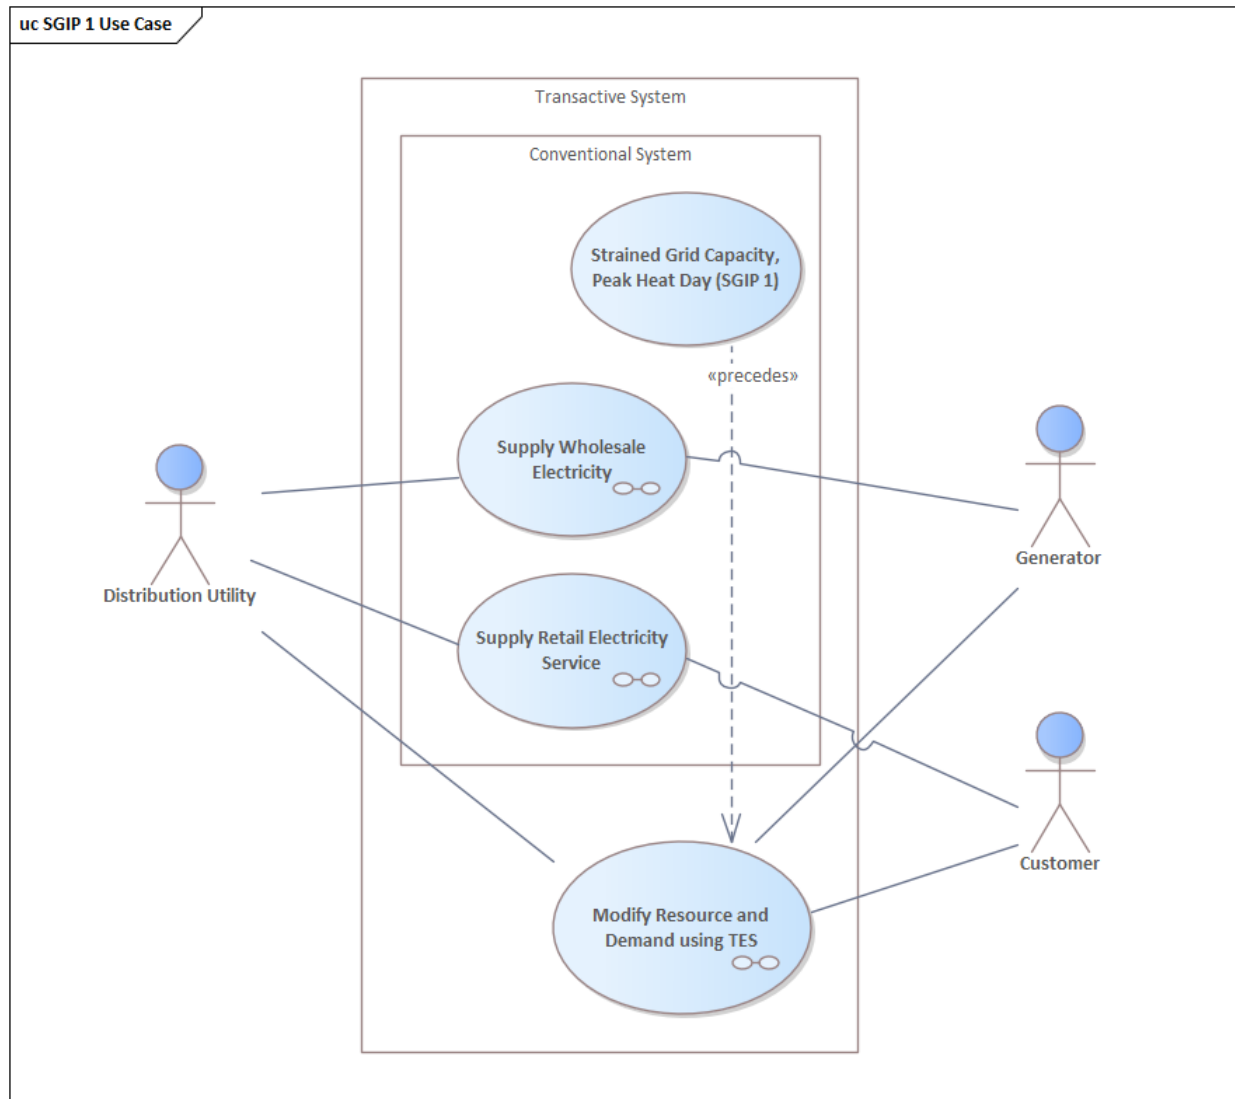 uc SGIP 1 Use Case
Transactive System
Conventional System
Strained Grid Capacity,
Peak Heat Day (SGIP 1)
«precedes»
Supply Wholesale
Electricity
Generator
Distribution Utility
Supply Retail Electricity
Service
Customer
Modify Resource and
Demand using TES